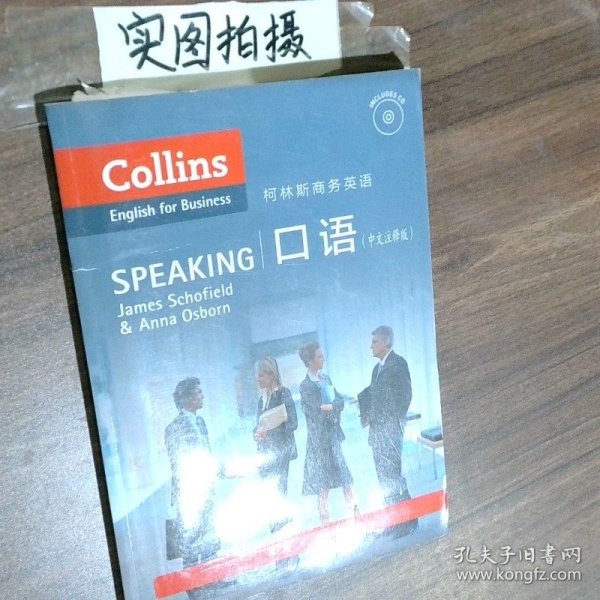 实图拍摄
INCLUDES CD
Collins
English for Business
柯林斯商务英语
SPEAKING 口语 (中文注释版)
James Schofield
& Anna Osborn
孔夫子旧书网
www.kongfz.com